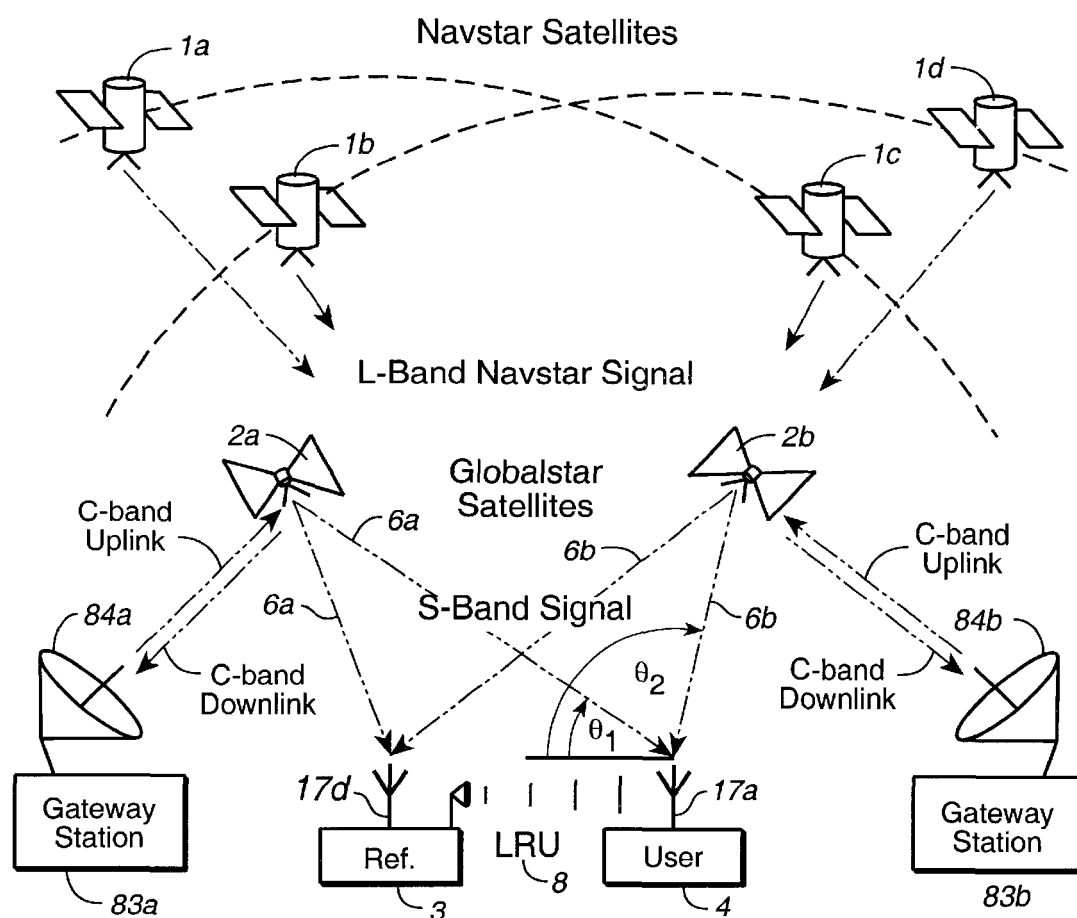 Navstar Satellites
1a
1d
1b
1c
L-Band Navstar Signal
2a
2b
Globalstar
Satellites
C-band
Uplink
6a
6b
C-band
Uplink
6a
S-Band Signal
6b
84a
84b
θ2
C-band
Downlink
C-band
Downlink
θ1
17d
17a
Gateway
Station
Ref.
LRU
User
Gateway
Station
83a
3
8
4
83b